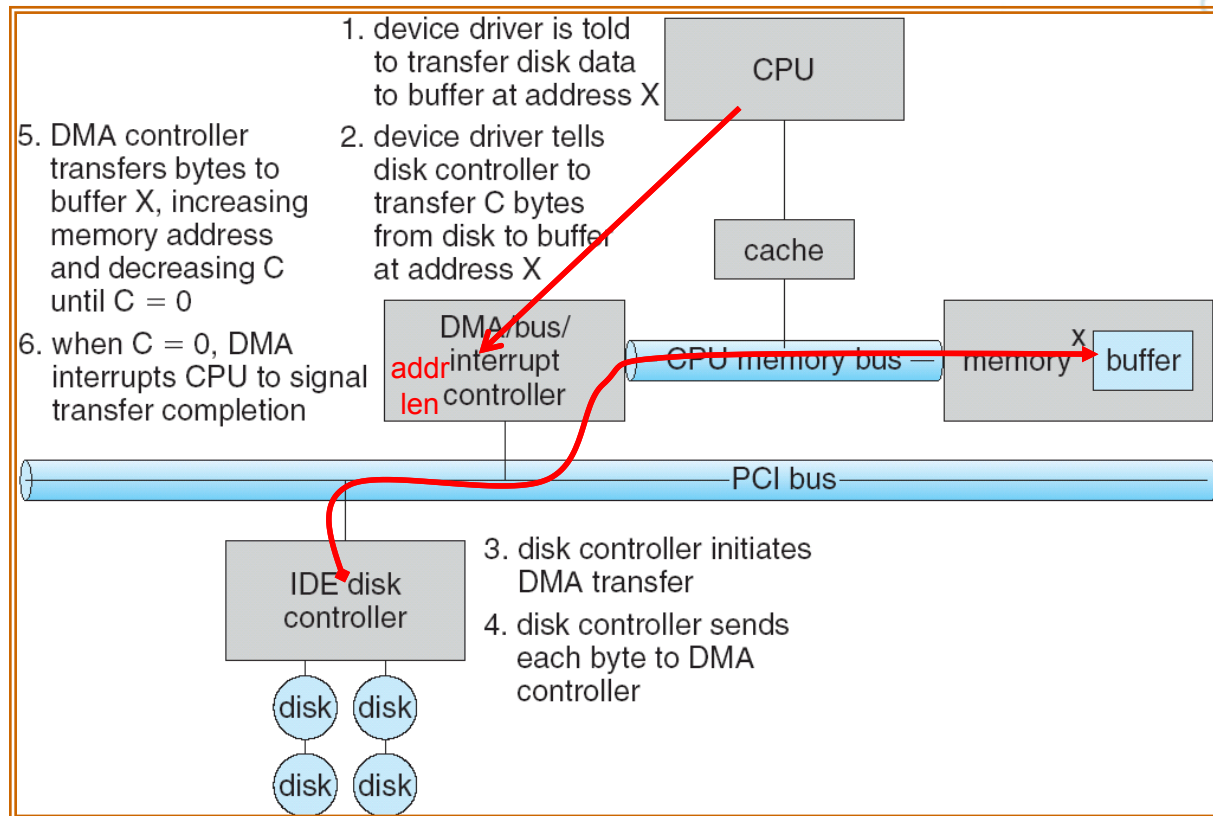 1. device driver is told
to transfer disk data
to buffer at address X
CPU
5. DMA controller
transfers bytes to
buffer X, increasing
memory address
and decreasing C
until C = 0
2. device driver tells
disk controller to
transfer C bytes
from disk to buffer
at address X
cache
6. when C = 0, DMA
interrupts CPU to signal
transfer completion
DMA/bus/
interrupt
controller
addr
len
CPU memory bus
memory
x
buffer
PCI bus
IDE disk
controller
3. disk controller initiates
DMA transfer
4. disk controller sends
each byte to DMA
controller
disk
disk
disk
disk